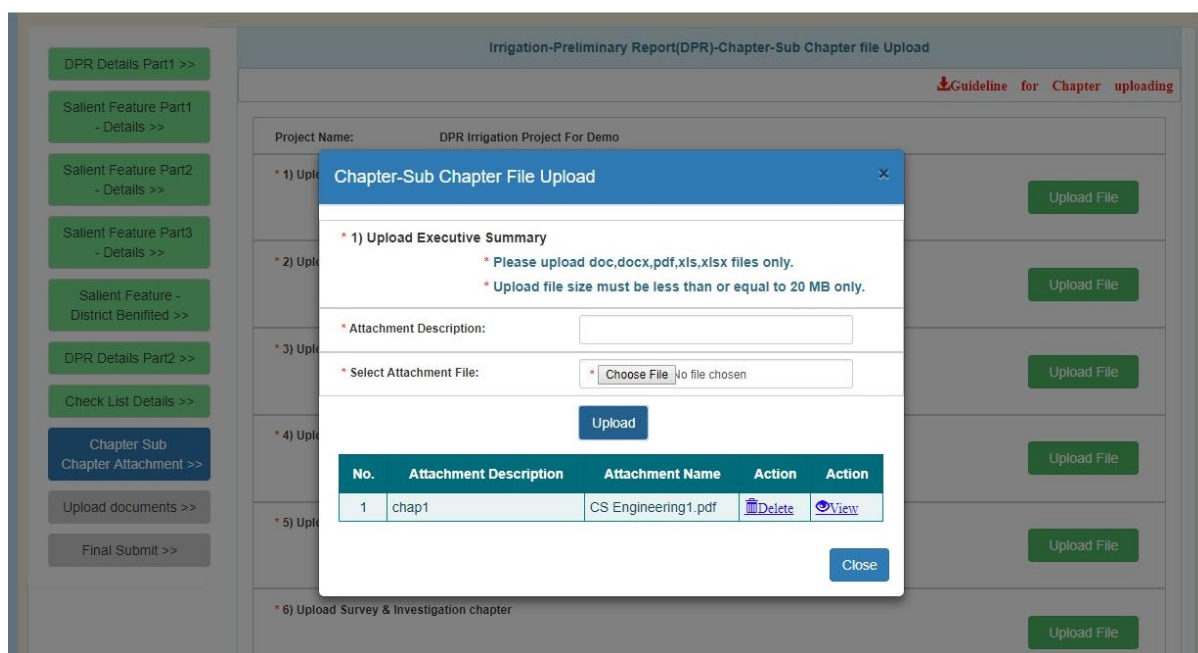 Irrigation-Preliminary Report(DPR)-Chapter-Sub Chapter file Upload
Guideline for Chapter uploading
DPR Details Part1 >>
Salient Feature Part1
- Details >>
Salient Feature Part2
- Details >>
Salient Feature Part3
- Details >>
Salient Feature -
District Benifited >>
DPR Details Part2 >>
Check List Details >>
Chapter Sub
Chapter Attachment >>
Upload documents >>
Final Submit >>
Project Name: DPR Irrigation Project For Demo
* 1)
Upload File
* 2)
Upload File
* 3)
Upload File
* 4)
Upload File
* 5)
Upload File
* 6) Upload Survey & Investigation chapter
Upload File
Chapter-Sub Chapter File Upload ×
* 1) Upload Executive Summary
* Please upload doc,docx,pdf,xls,xlsx files only.
* Upload file size must be less than or equal to 20 MB only.
* Attachment Description:
* Select Attachment File: * Choose File No file chosen
Upload
No. Attachment Description Attachment Name Action Action
1 chap1 CS Engineering1.pdf Delete View
Close